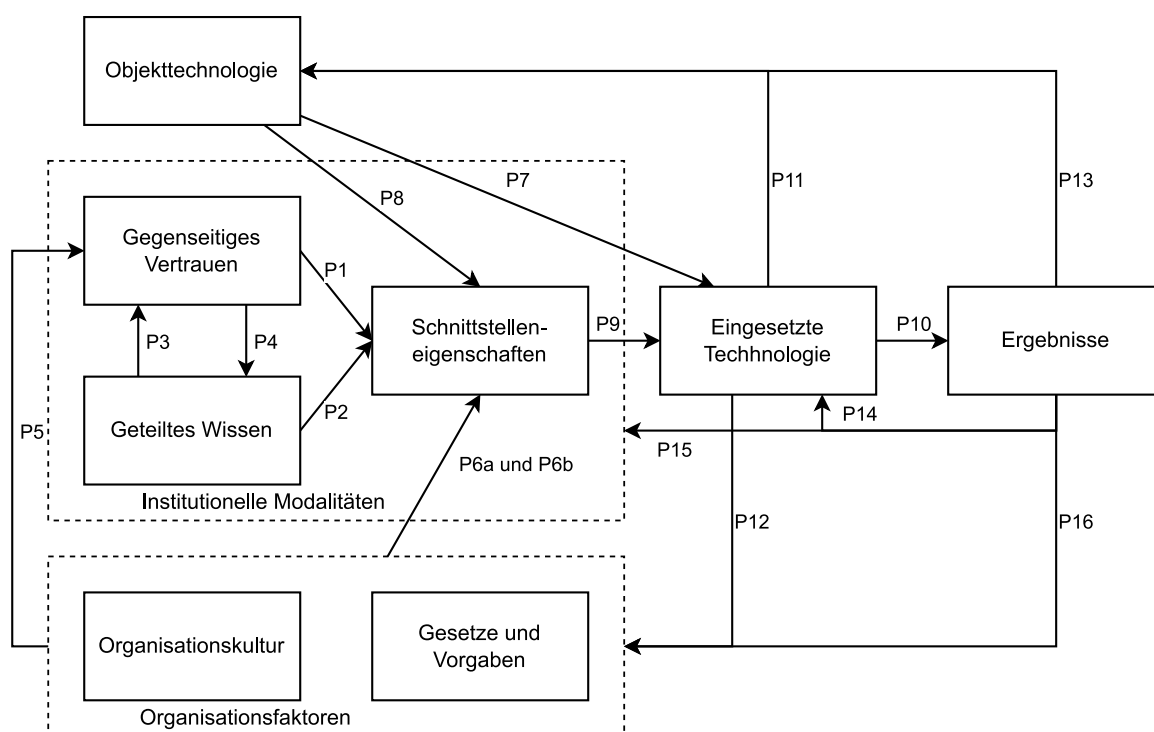 Objekttechnologie
P7
P11
P13
P8
Gegenseitiges
Vertrauen
P1
Schnittstellen-
eigenschaften
P9
Eingesetzte
Techhnologie
P10
Ergebnisse
P3
P4
P2
Geteiltes Wissen
P5
P14
P15
P6a und P6b
Institutionelle Modalitäten
P12
P16
Organisationskultur
Gesetze und
Vorgaben
Organisationsfaktoren